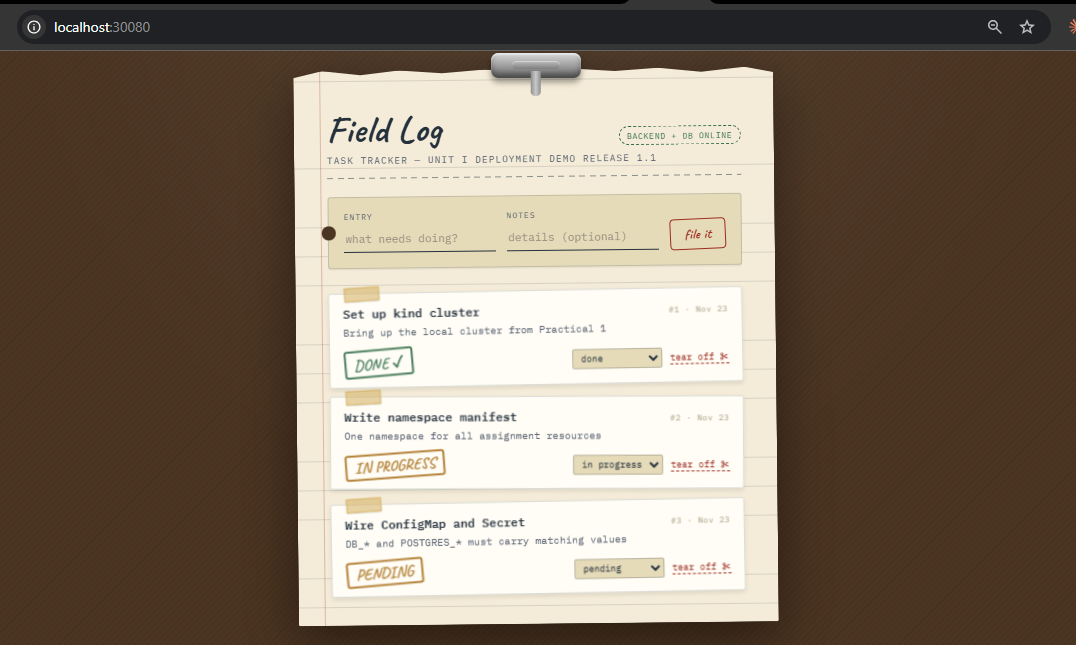 localhost:30080
Field Log
BACKEND + DB ONLINE
TASK TRACKER — UNIT I DEPLOYMENT DEMO RELEASE 1.1
ENTRY
NOTES
what needs doing?
details (optional)
file it
Set up kind cluster
#1 · Nov 23
Bring up the local cluster from Practical 1
DONE ✓
done
tear off ✂
Write namespace manifest
#2 · Nov 23
One namespace for all assignment resources
IN PROGRESS
in progress
tear off ✂
Wire ConfigMap and Secret
#3 · Nov 23
DB_* and POSTGRES_* must carry matching values
PENDING
pending
tear off ✂